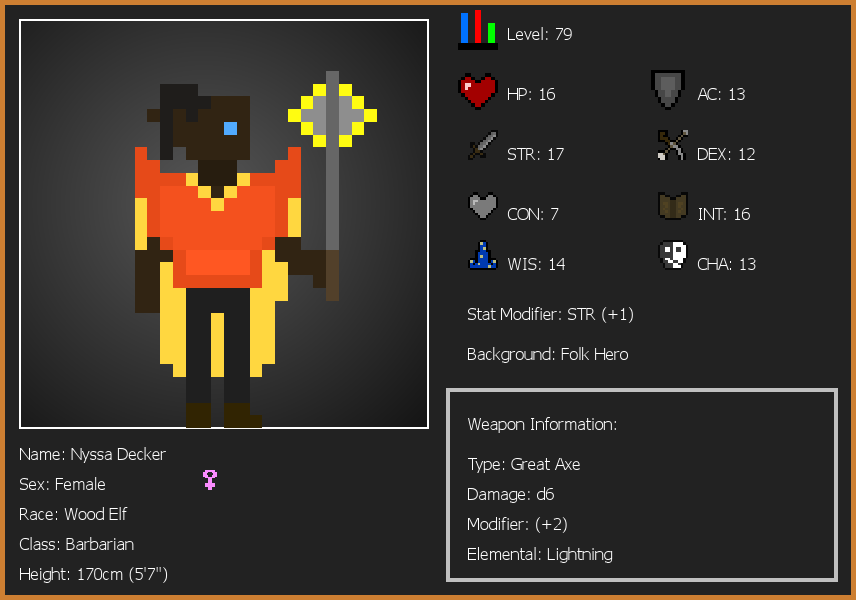 Level: 79
HP: 16
AC: 13
STR: 17
DEX: 12
CON: 7
INT: 16
WIS: 14
CHA: 13
Stat Modifier: STR (+1)
Background: Folk Hero
Weapon Information:
Type: Great Axe
Damage: d6
Modifier: (+2)
Elemental: Lightning
Name: Nyssa Decker
Sex: Female
Race: Wood Elf
Class: Barbarian
Height: 170cm (5'7")